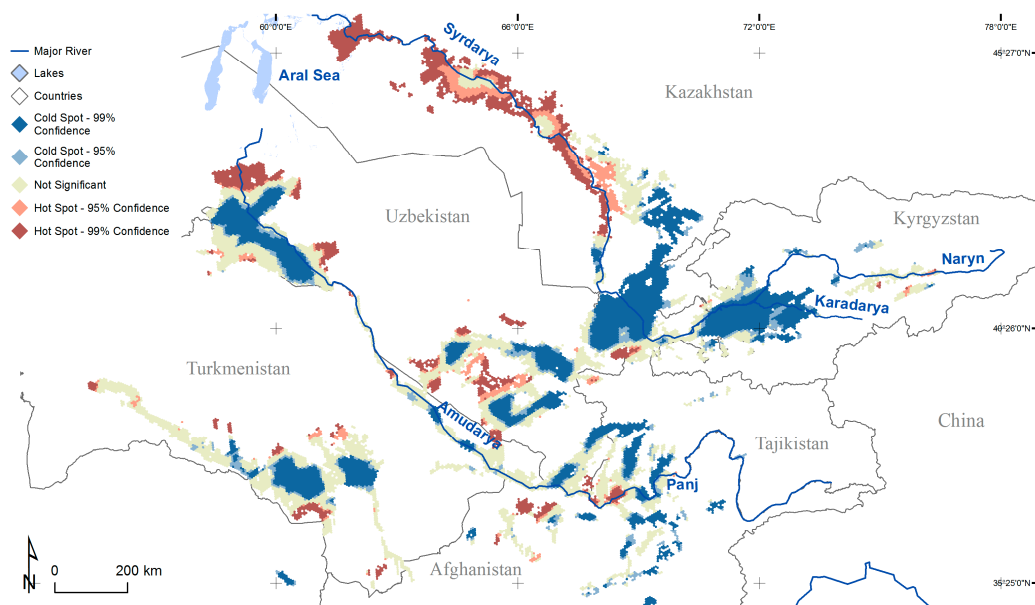 60°0'0"E
66°0'0"E
72°0'0"E
78°0'0"E
Major River
Lakes
Countries
Cold Spot - 99%
Confidence
Cold Spot - 95%
Confidence
Not Significant
Hot Spot - 95% Confidence
Hot Spot - 99% Confidence
Syrdarya
45°27'0"N
Aral Sea
Kazakhstan
Uzbekistan
Kyrgyzstan
Naryn
Karadarya
40°26'0"N
Turkmenistan
Amudarya
China
Tajikistan
Panj
Afghanistan
35°25'0"N
N
0
200 km